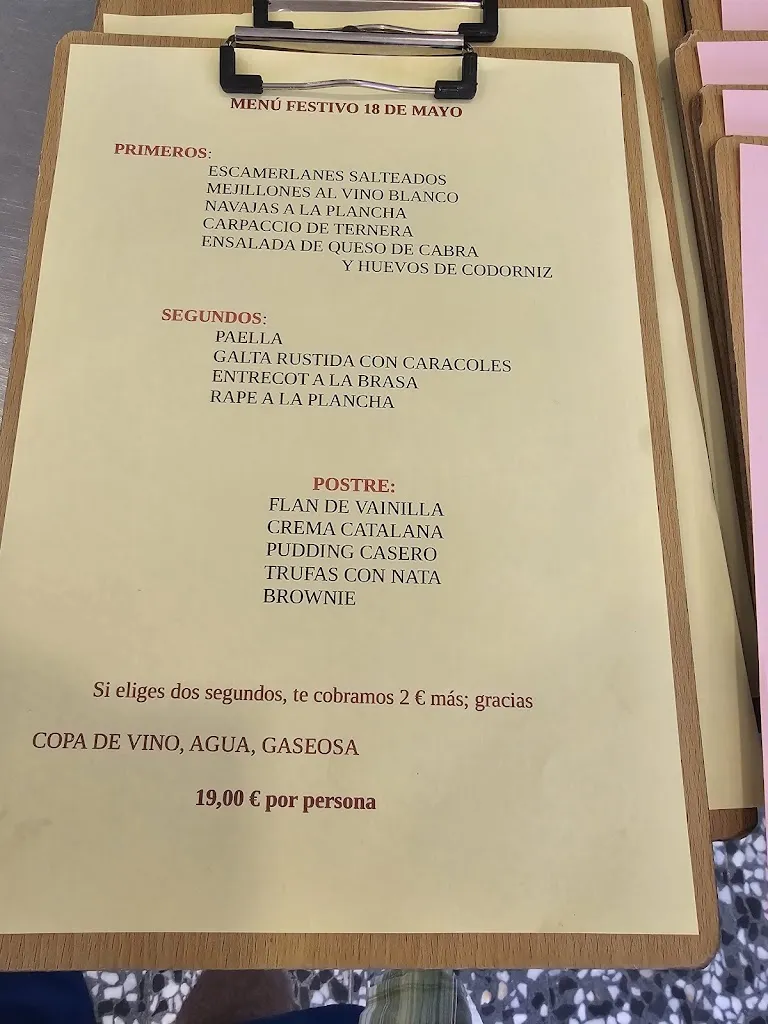 MENÚ FESTIVO 18 DE MAYO
PRIMEROS:
ESCAMERLANES SALTEADOS
MEJILLONES AL VINO BLANCO
NAVAJAS A LA PLANCHA
CARPACCIO DE TERNERA
ENSALADA DE QUESO DE CABRA
Y HUEVOS DE CODORNIZ
SEGUNDOS:
PAELLA
GALTA RUSTIDA CON CARACOLES
ENTRECOT A LA BRASA
RAPE A LA PLANCHA
POSTRE:
FLAN DE VAINILLA
CREMA CATALANA
PUDDING CASERO
TRUFAS CON NATA
BROWNIE
Si eliges dos segundos, te cobramos 2 € más; gracias
COPA DE VINO, AGUA, GASEOSA
19,00 € por persona